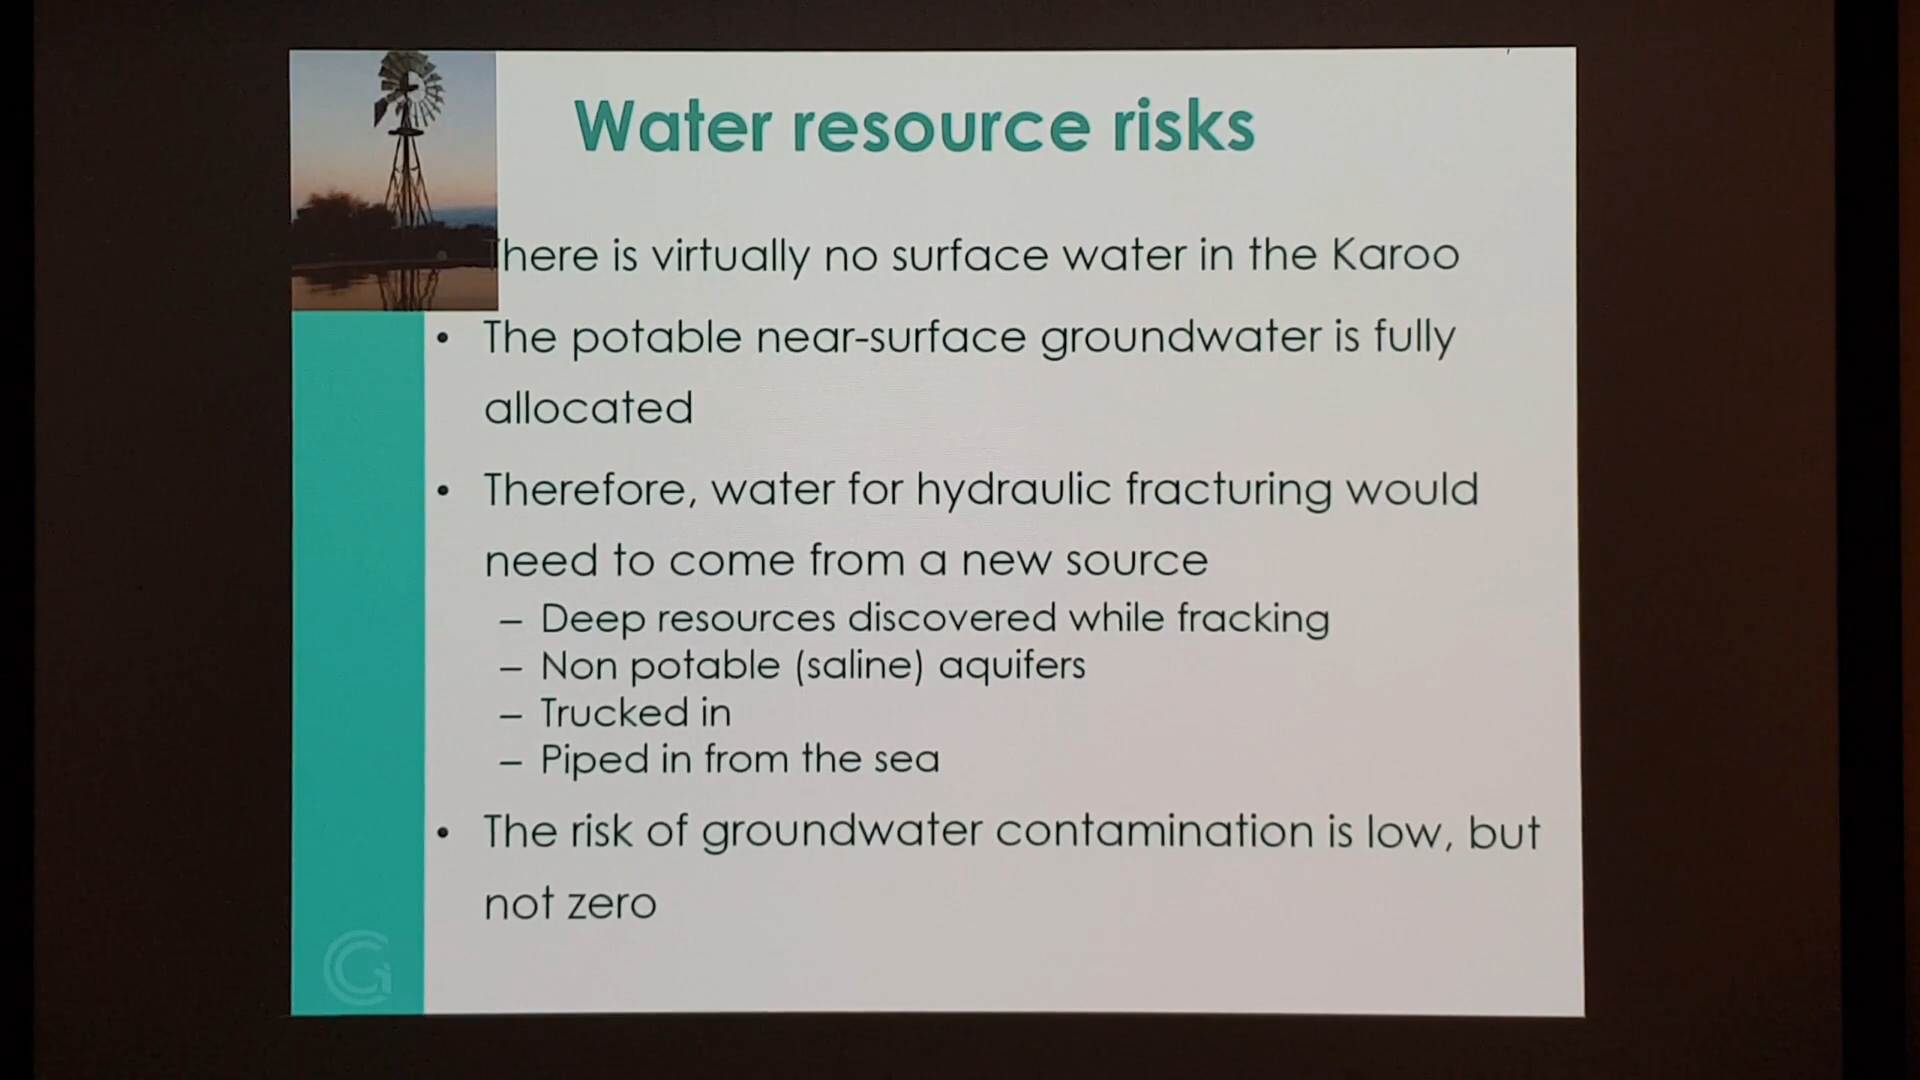 Water resource risks
There is virtually no surface water in the Karoo
• The potable near-surface groundwater is fully
allocated
• Therefore, water for hydraulic fracturing would
need to come from a new source
– Deep resources discovered while fracking
– Non potable (saline) aquifers
– Trucked in
– Piped in from the sea
• The risk of groundwater contamination is low, but
not zero